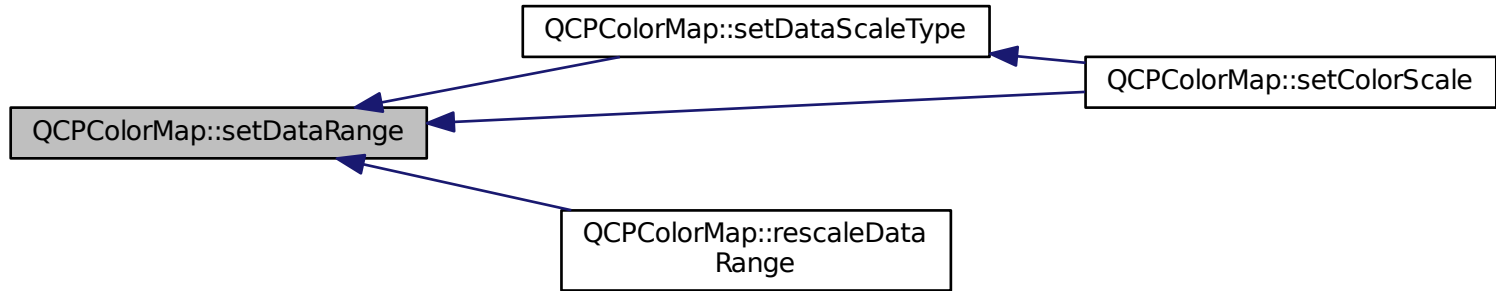 QCPColorMap::setDataScaleType
QCPColorMap::setColorScale
QCPColorMap::setDataRange
QCPColorMap::rescaleData
Range